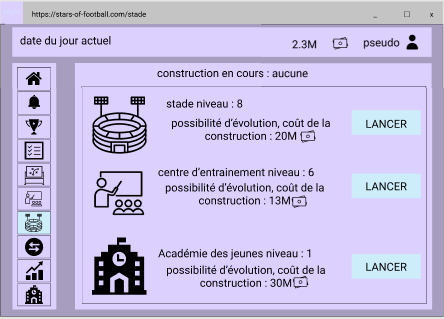 https://stars-of-football.com/stade
date du jour actuel
2.3M
pseudo
construction en cours : aucune
stade niveau : 8
possibilité d'évolution, coût de la
construction : 20M
LANCER
centre d'entrainement niveau : 6
possibilité d'évolution, coût de la
construction : 13M
LANCER
Académie des jeunes niveau : 1
possibilité d'évolution, coût de la
construction : 30M
LANCER